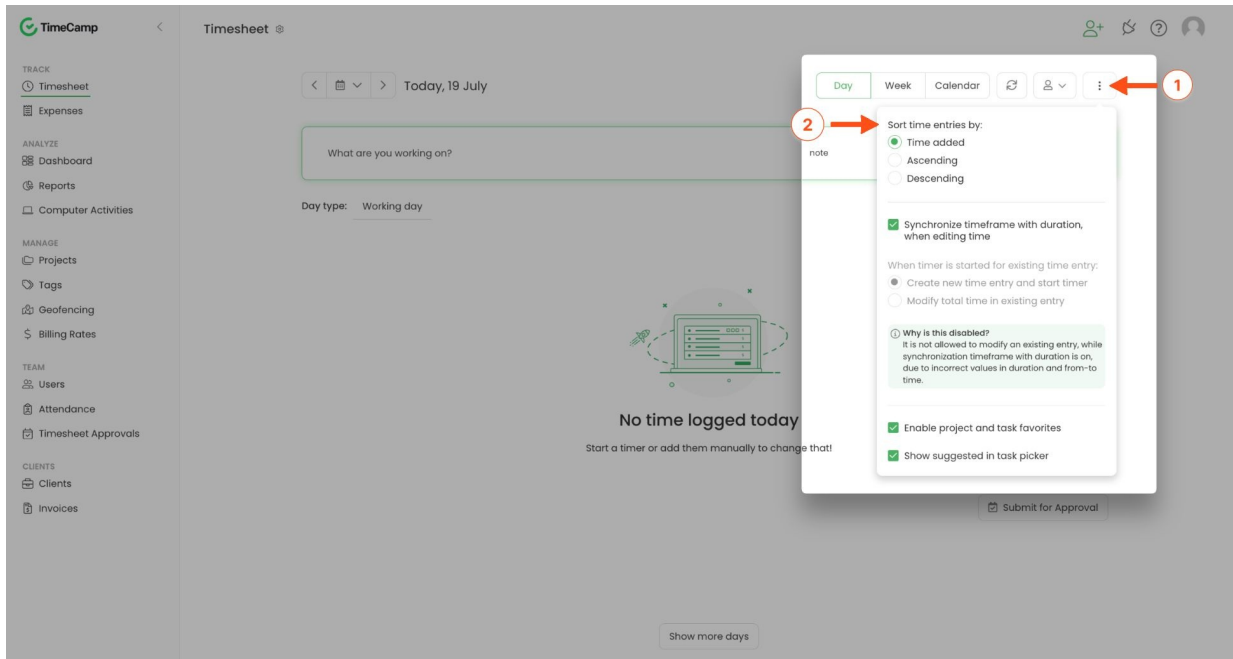 TimeCamp
Timesheet
TRACK
Timesheet
Expenses
ANALYZE
Dashboard
Reports
Computer Activities
MANAGE
Projects
Tags
Geofencing
Billing Rates
TEAM
Users
Attendance
Timesheet Approvals
CLIENTS
Clients
Invoices
Today, 19 July
Day Week Calendar
1
What are you working on?
note
Day type: Working day
No time logged today
Start a timer or add them manually to change that!
2
Sort time entries by:
Time added
Ascending
Descending
Synchronize timeframe with duration,
when editing time
When timer is started for existing time entry:
Create new time entry and start timer
Modify total time in existing entry
Why is this disabled?
It is not allowed to modify an existing entry, while
synchronization timeframe with duration is on,
due to incorrect values in duration and from-to
time.
Enable project and task favorites
Show suggested in task picker
Submit for Approval
Show more days